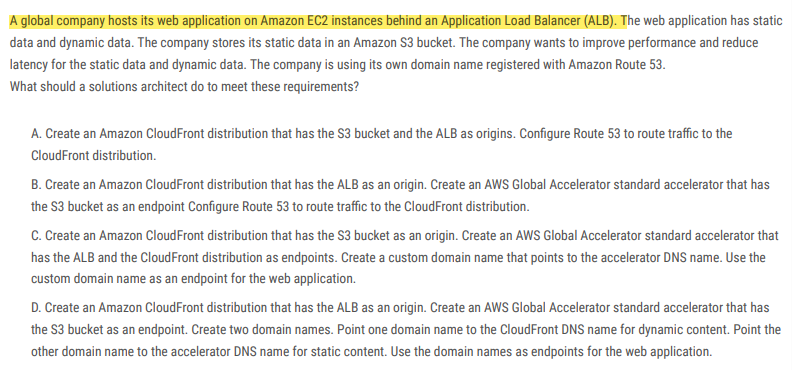 A global company hosts its web application on Amazon EC2 instances behind an Application Load Balancer (ALB). The web application has static
data and dynamic data. The company stores its static data in an Amazon S3 bucket. The company wants to improve performance and reduce
latency for the static data and dynamic data. The company is using its own domain name registered with Amazon Route 53.
What should a solutions architect do to meet these requirements?
A. Create an Amazon CloudFront distribution that has the S3 bucket and the ALB as origins. Configure Route 53 to route traffic to the
CloudFront distribution.
B. Create an Amazon CloudFront distribution that has the ALB as an origin. Create an AWS Global Accelerator standard accelerator that has
the S3 bucket as an endpoint Configure Route 53 to route traffic to the CloudFront distribution.
C. Create an Amazon CloudFront distribution that has the S3 bucket as an origin. Create an AWS Global Accelerator standard accelerator that
has the ALB and the CloudFront distribution as endpoints. Create a custom domain name that points to the accelerator DNS name. Use the
custom domain name as an endpoint for the web application.
D. Create an Amazon CloudFront distribution that has the ALB as an origin. Create an AWS Global Accelerator standard accelerator that has
the S3 bucket as an endpoint. Create two domain names. Point one domain name to the CloudFront DNS name for dynamic content. Point the
other domain name to the accelerator DNS name for static content. Use the domain names as endpoints for the web application.